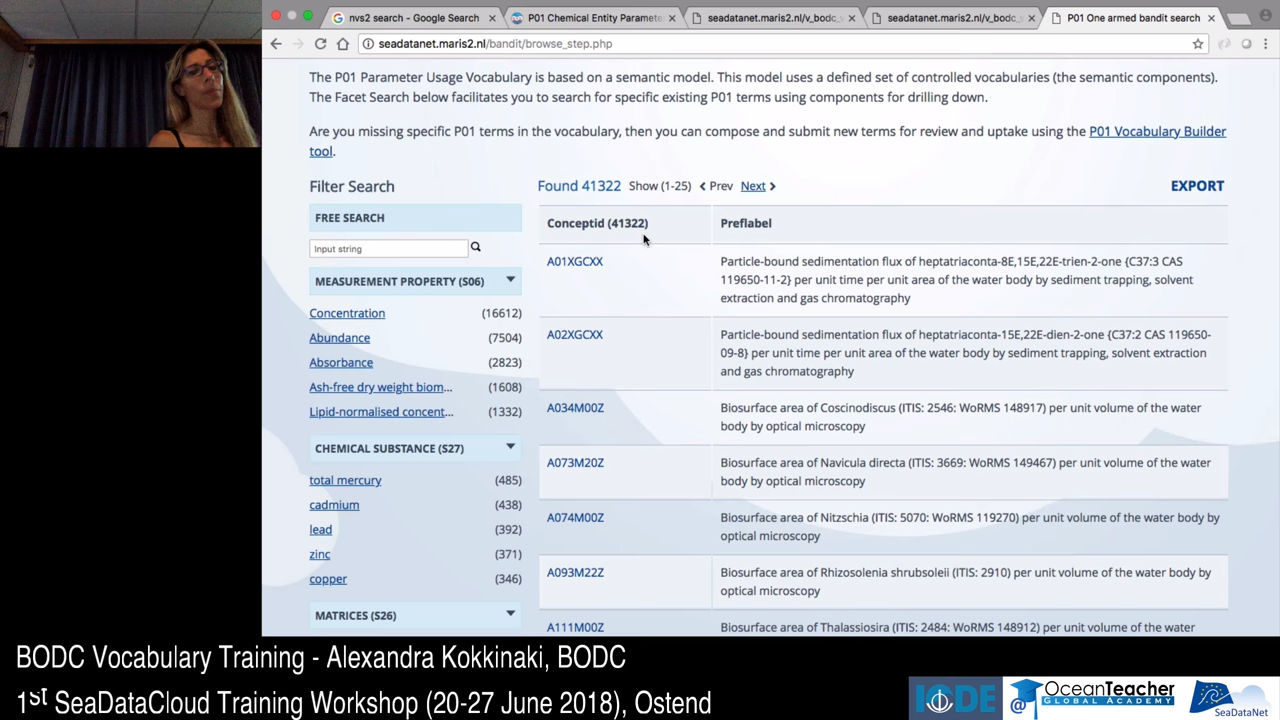 nvs2 search - Google Search
P01 Chemical Entity Paramete
seadatanet.maris2.nl/v_bodc_v
seadatanet.maris2.nl/v_bodc_v
P01 One armed bandit search
seadatanet.maris2.nl/bandit/browse_step.php
The P01 Parameter Usage Vocabulary is based on a semantic model. This model uses a defined set of controlled vocabularies (the semantic components).
The Facet Search below facilitates you to search for specific existing P01 terms using components for drilling down.
Are you missing specific P01 terms in the vocabulary, then you can compose and submit new terms for review and uptake using the P01 Vocabulary Builder
tool.
Filter Search
FREE SEARCH
Input string
MEASUREMENT PROPERTY (S06)
Concentration (16612)
Abundance (7504)
Absorbance (2823)
Ash-free dry weight biom... (1608)
Lipid-normalised concent... (1332)
CHEMICAL SUBSTANCE (S27)
total mercury (485)
cadmium (438)
lead (392)
zinc (371)
copper (346)
MATRICES (S26)
Found 41322 Show (1-25) Prev Next
EXPORT
Conceptid (41322) Preflabel
A01XGCXX Particle-bound sedimentation flux of heptatriaconta-8E,15E,22E-trien-2-one {C37:3 CAS
119650-11-2} per unit time per unit area of the water body by sediment trapping, solvent
extraction and gas chromatography
A02XGCXX Particle-bound sedimentation flux of heptatriaconta-15E,22E-dien-2-one {C37:2 CAS 119650-
09-8} per unit time per unit area of the water body by sediment trapping, solvent extraction
and gas chromatography
A034M00Z Biosurface area of Coscinodiscus (ITIS: 2546: WoRMS 148917) per unit volume of the water
body by optical microscopy
A073M20Z Biosurface area of Navicula directa (ITIS: 3669: WoRMS 149467) per unit volume of the water
body by optical microscopy
A074M00Z Biosurface area of Nitzschia (ITIS: 5070: WoRMS 119270) per unit volume of the water body by
optical microscopy
A093M22Z Biosurface area of Rhizosolenia shrubsoleii (ITIS: 2910) per unit volume of the water body by
optical microscopy
A111M00Z Biosurface area of Thalassiosira (ITIS: 2484: WoRMS 148912) per unit volume of the water
BODC Vocabulary Training - Alexandra Kokkinaki, BODC
1st SeaDataCloud Training Workshop (20-27 June 2018), Ostend
IODE
@ OceanTeacher
GLOBAL ACADEMY
SeaDataNet